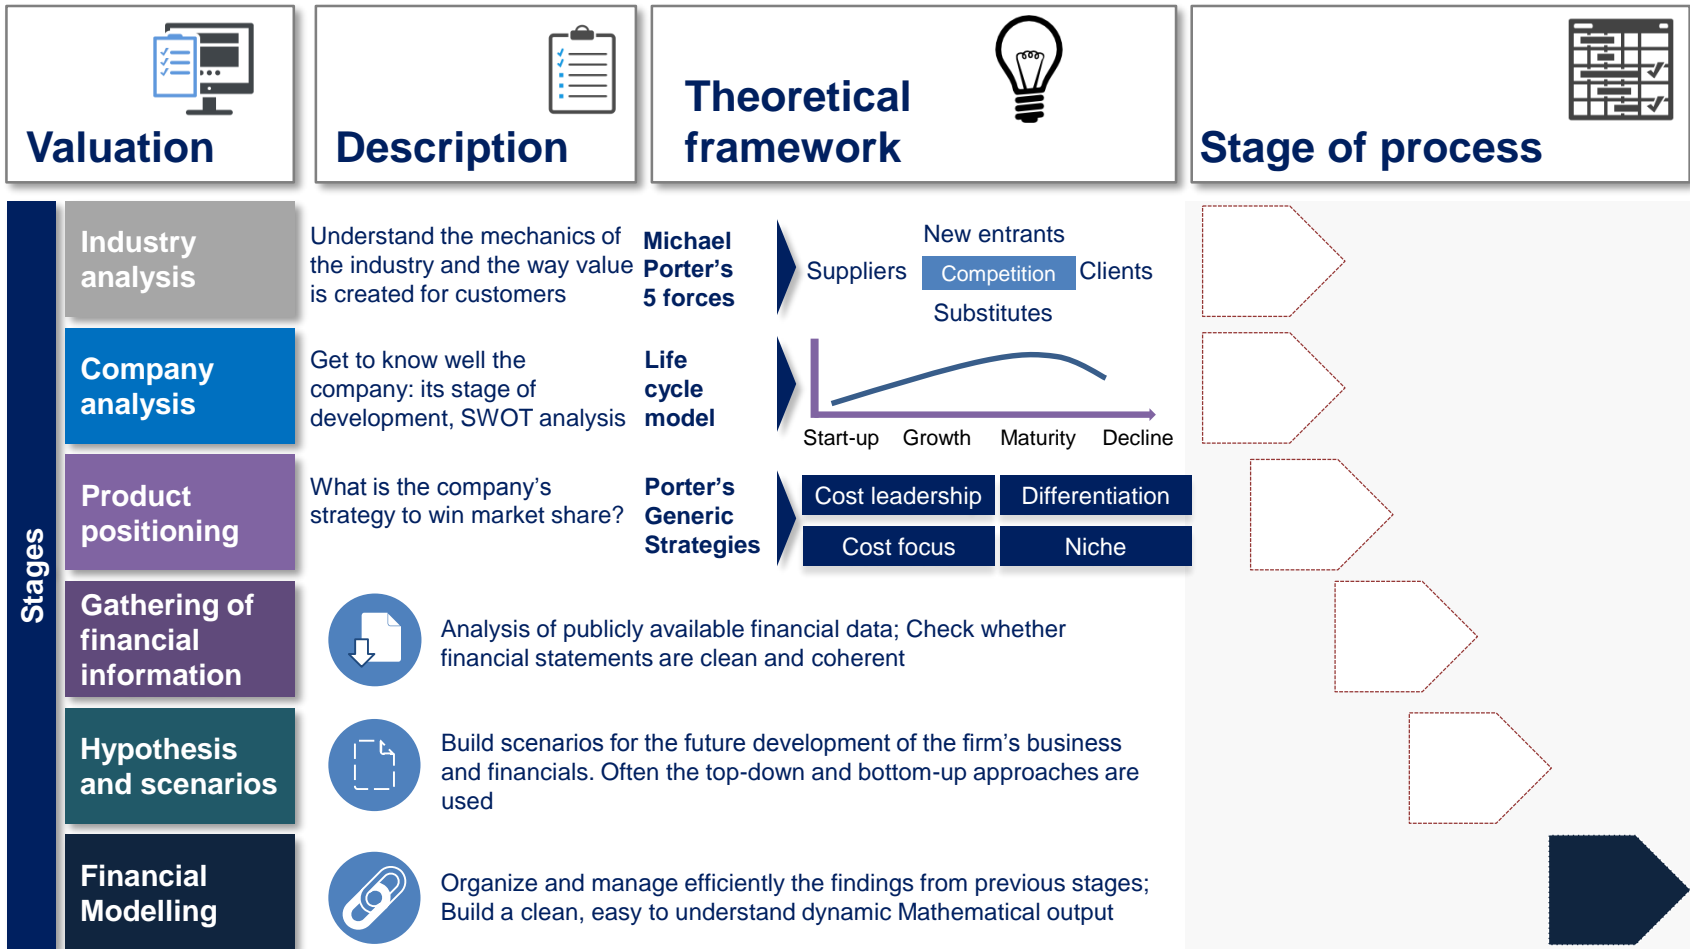 Valuation
Description
Theoretical
framework
Stage of process
Stages
Industry
analysis
Understand the mechanics of
the industry and the way value
is created for customers
Michael
Porter’s
5 forces
New entrants
Suppliers
Competition
Clients
Substitutes
Company
analysis
Get to know well the
company: its stage of
development, SWOT analysis
Life
cycle
model
Start-up
Growth
Maturity
Decline
Product
positioning
What is the company’s
strategy to win market share?
Porter’s
Generic
Strategies
Cost leadership
Differentiation
Cost focus
Niche
Gathering of
financial
information
Analysis of publicly available financial data; Check whether
financial statements are clean and coherent
Hypothesis
and scenarios
Build scenarios for the future development of the firm’s business
and financials. Often the top-down and bottom-up approaches are
used
Financial
Modelling
Organize and manage efficiently the findings from previous stages;
Build a clean, easy to understand dynamic Mathematical output